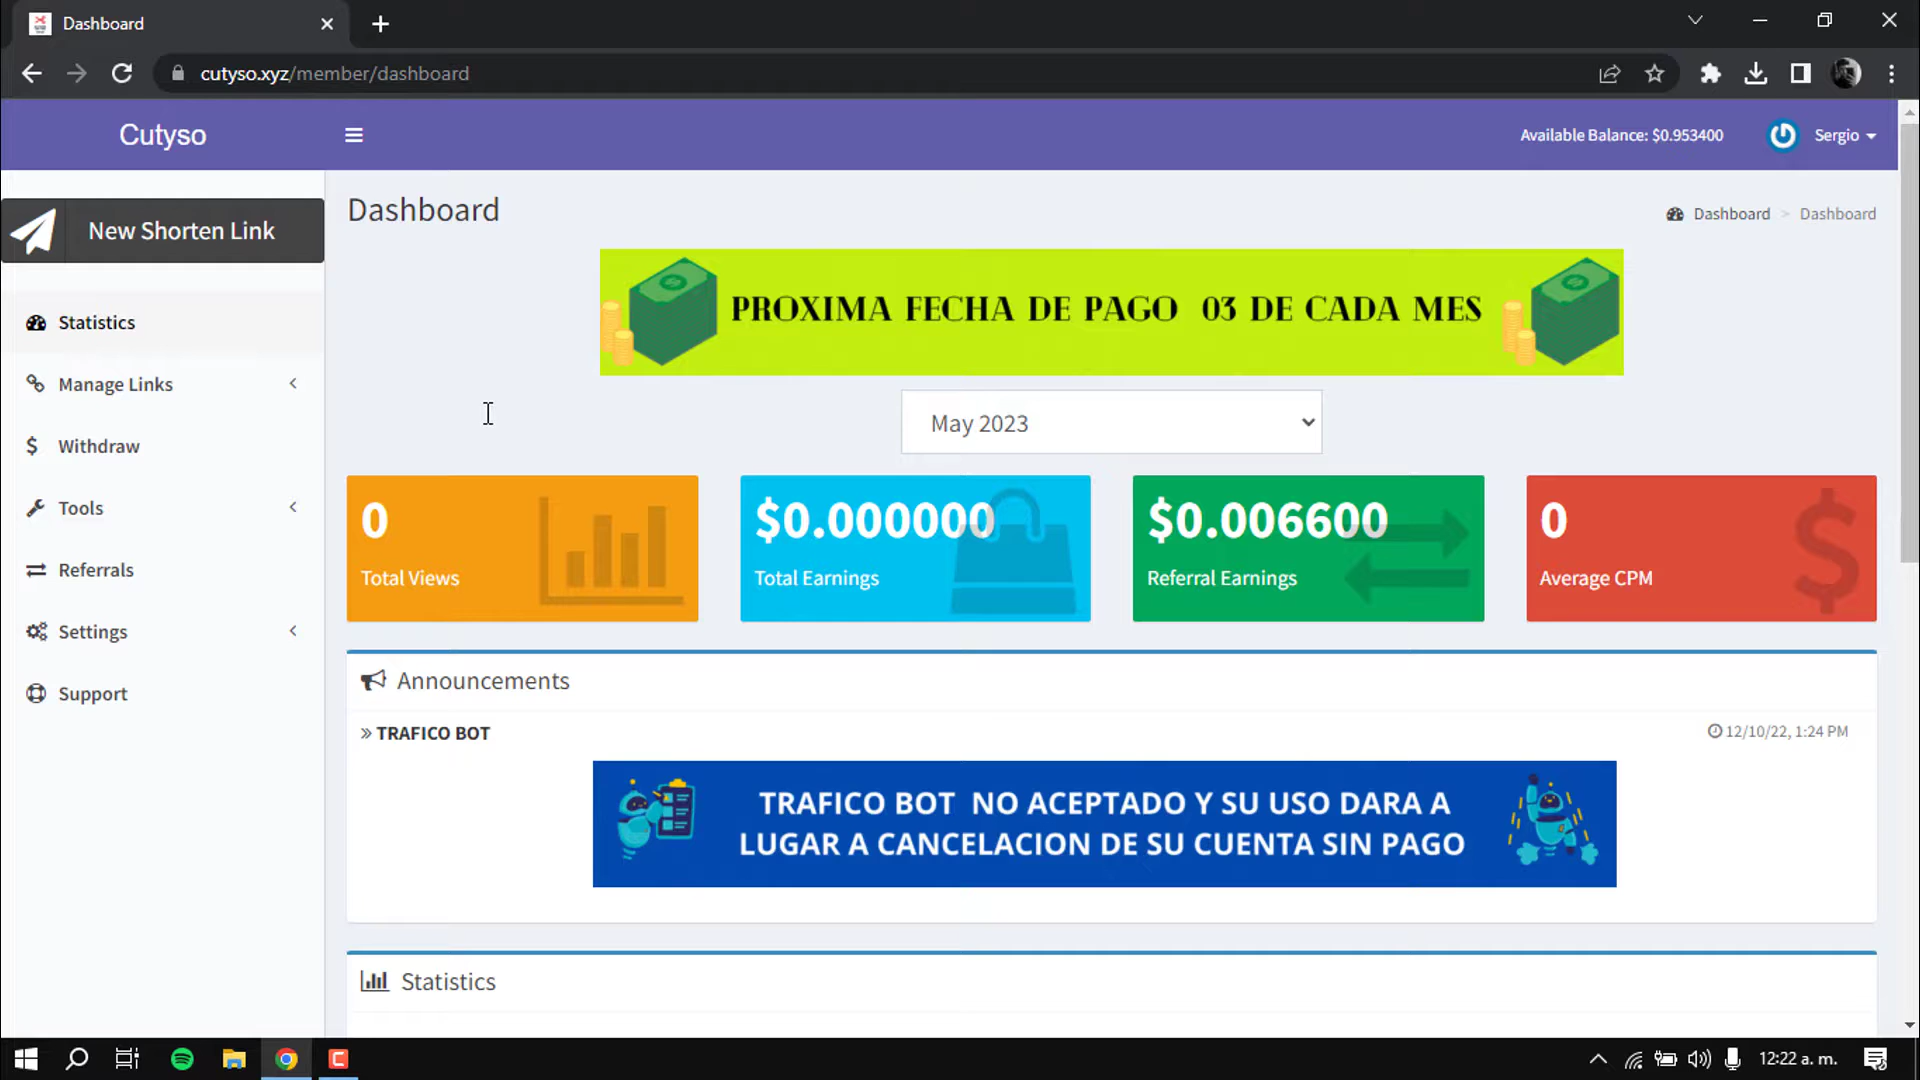 Dashboard
cutyso.xyz/member/dashboard
Cutyso
Available Balance: $0.953400
Sergio
New Shorten Link
Dashboard
Dashboard > Dashboard
PROXIMA FECHA DE PAGO 03 DE CADA MES
Statistics
Manage Links
May 2023
Withdraw
Tools
Referrals
Settings
Support
0
Total Views
$0.000000
Total Earnings
$0.006600
Referral Earnings
0
Average CPM
Announcements
» TRAFICO BOT
12/10/22, 1:24 PM
TRAFICO BOT NO ACEPTADO Y SU USO DARA A
LUGAR A CANCELACION DE SU CUENTA SIN PAGO
Statistics
12:22 a. m.